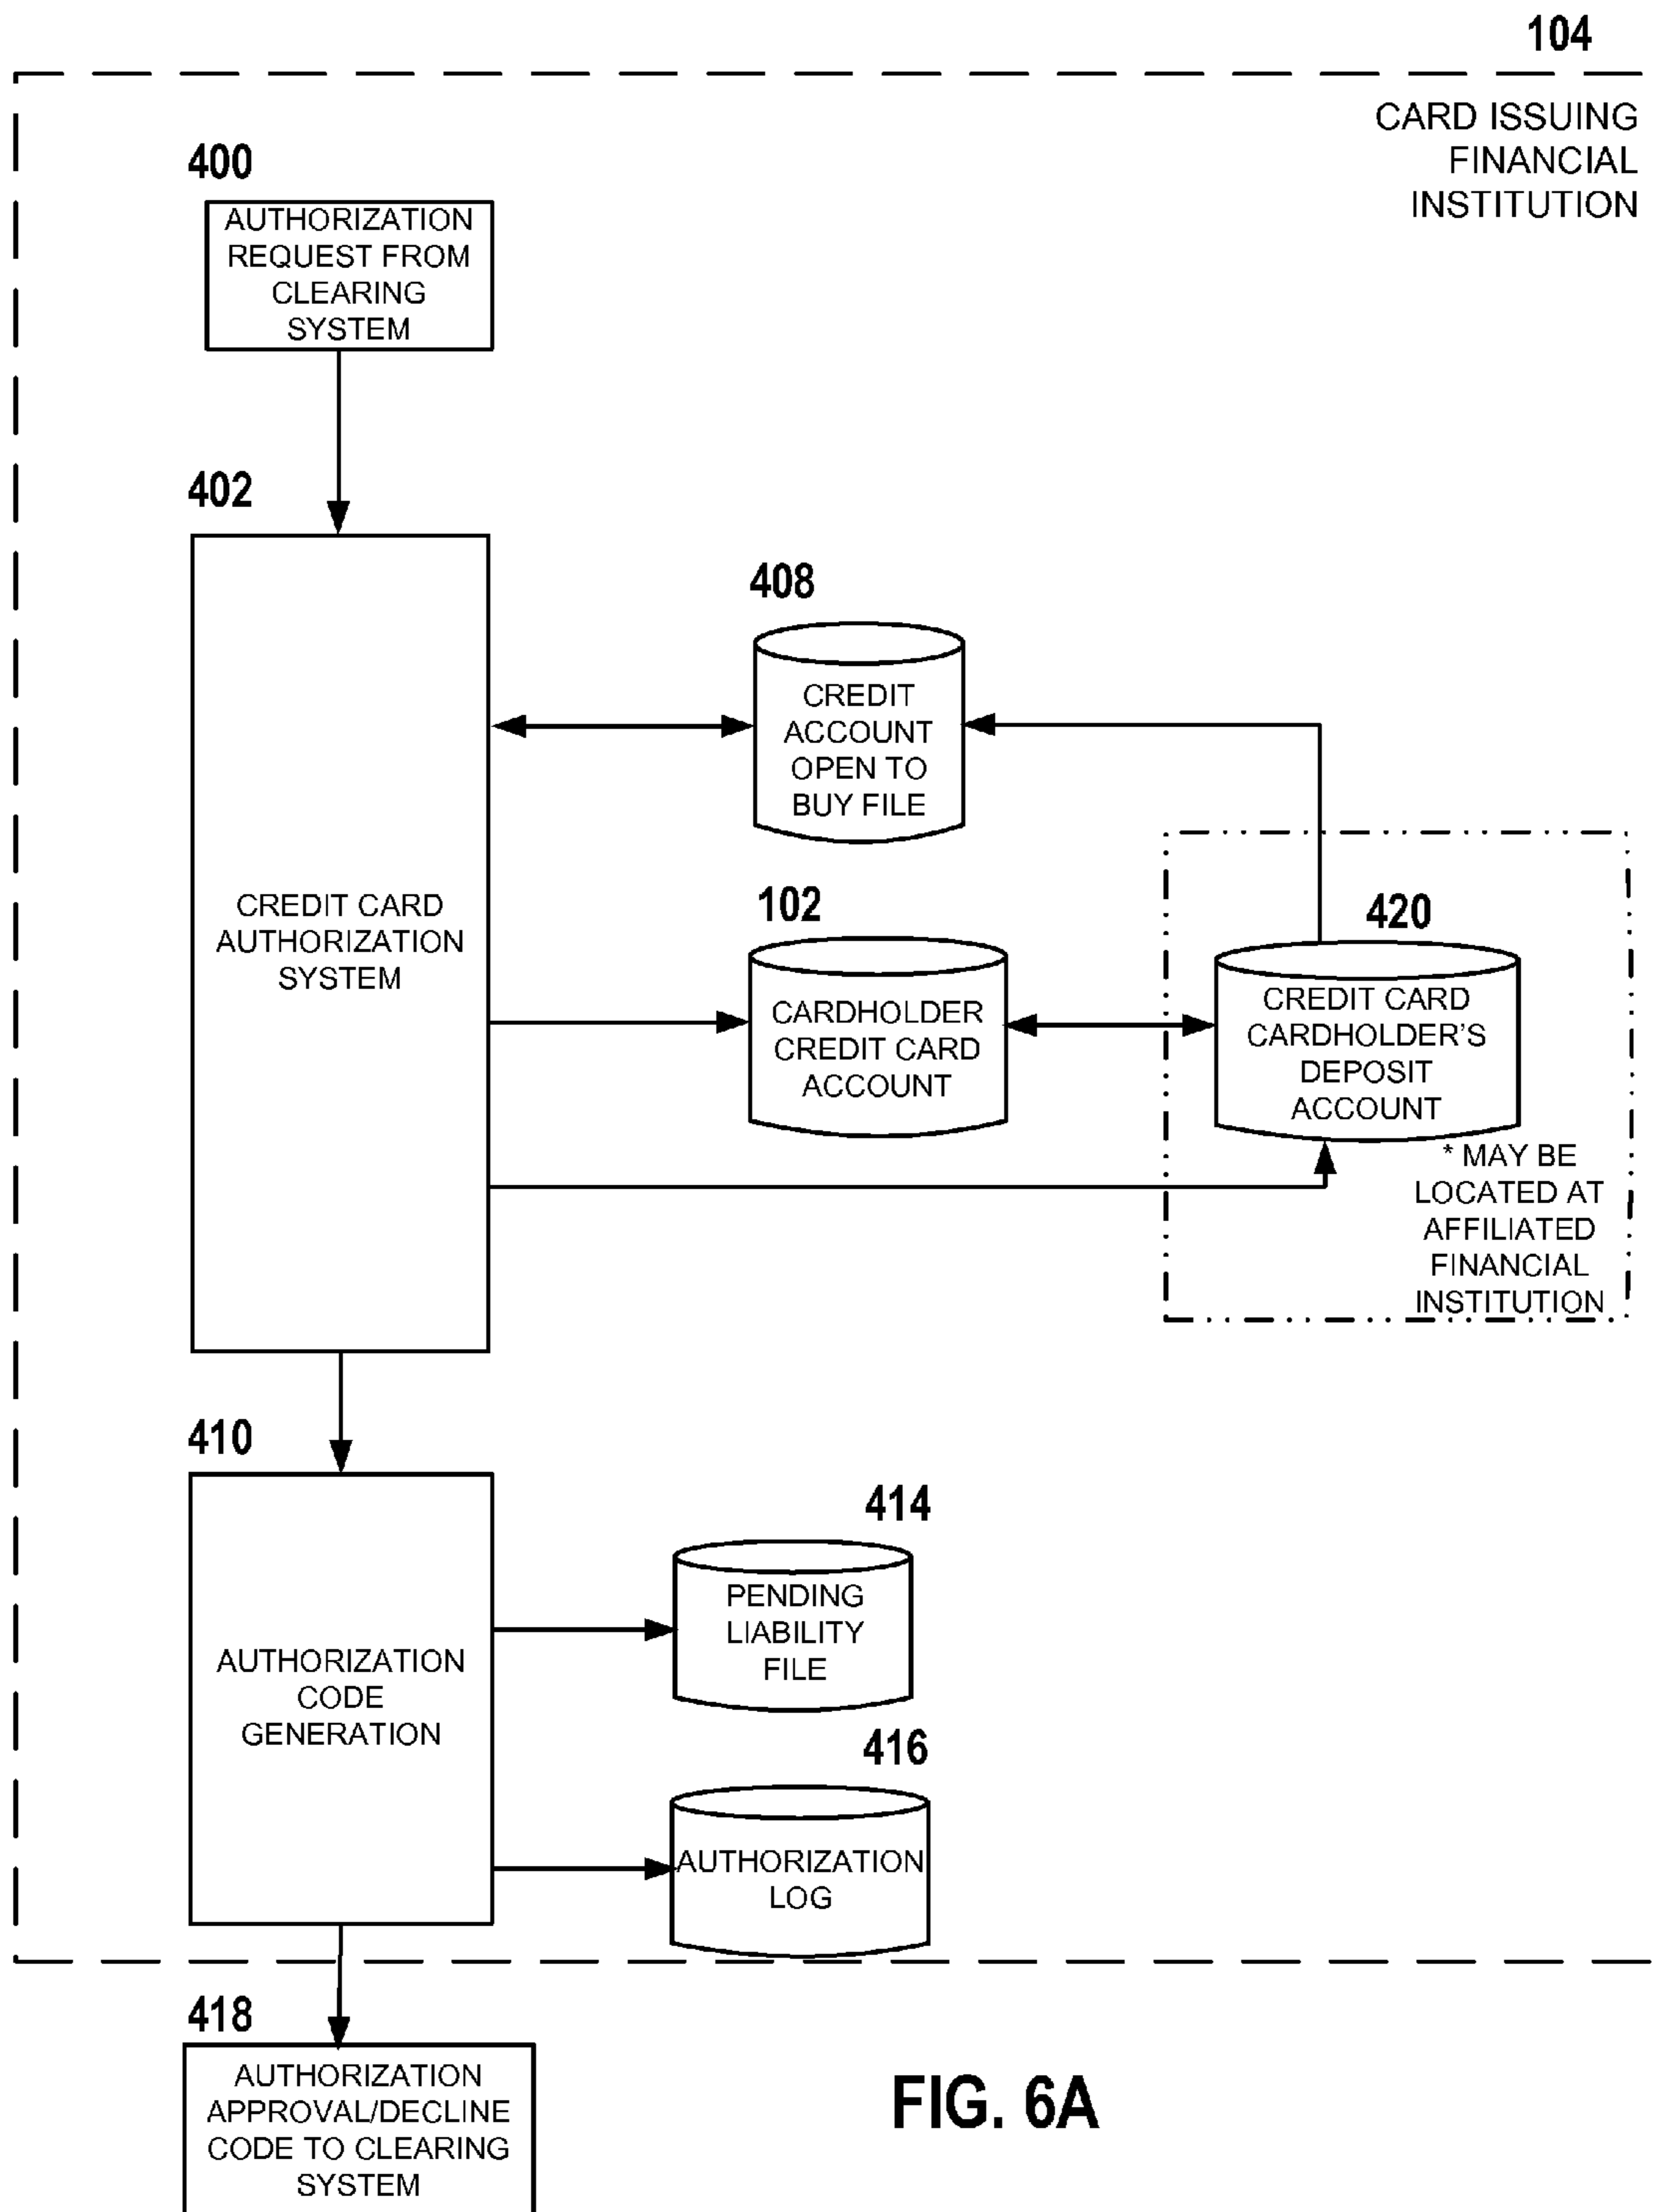 104
CARD ISSUING
FINANCIAL
INSTITUTION
400
AUTHORIZATION
REQUEST FROM
CLEARING
SYSTEM
402
CREDIT CARD
AUTHORIZATION
SYSTEM
408
CREDIT
ACCOUNT
OPEN TO
BUY FILE
102
CARDHOLDER
CREDIT CARD
ACCOUNT
420
CREDIT CARD
CARDHOLDER'S
DEPOSIT
ACCOUNT
* MAY BE
LOCATED AT
AFFILIATED
FINANCIAL
INSTITUTION
410
AUTHORIZATION
CODE
GENERATION
414
PENDING
LIABILITY
FILE
416
AUTHORIZATION
LOG
418
AUTHORIZATION
APPROVAL/DECLINE
CODE TO CLEARING
SYSTEM
FIG. 6A